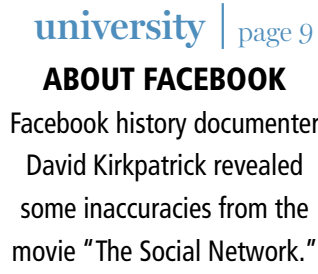 university | page 9
ABOUT FACEBOOK
Facebook history documenter
David Kirkpatrick revealed
some inaccuracies from the
movie “The Social Network.”